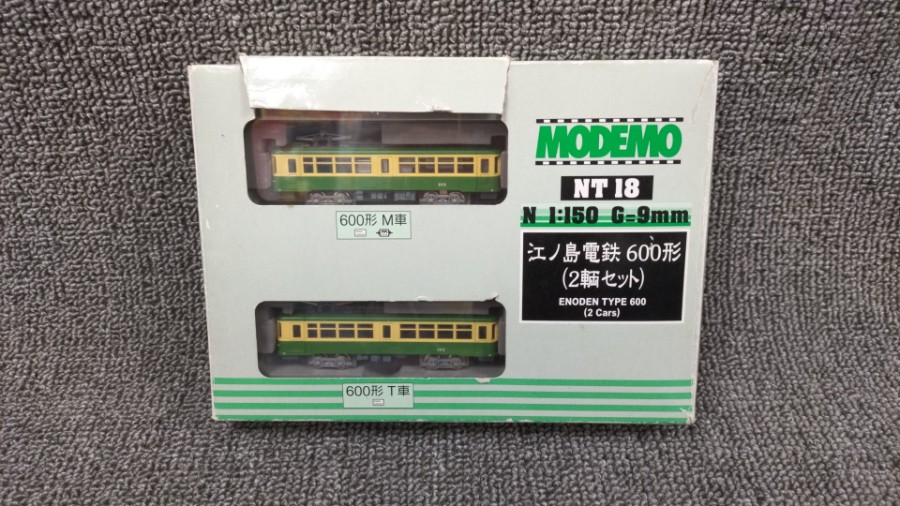 MODEMO
NT 18
N 1:150 G=9mm
江ノ島電鉄 600形
(2輌セット)
ENODEN TYPE 600
(2 Cars)
600形 M車
600形 T車